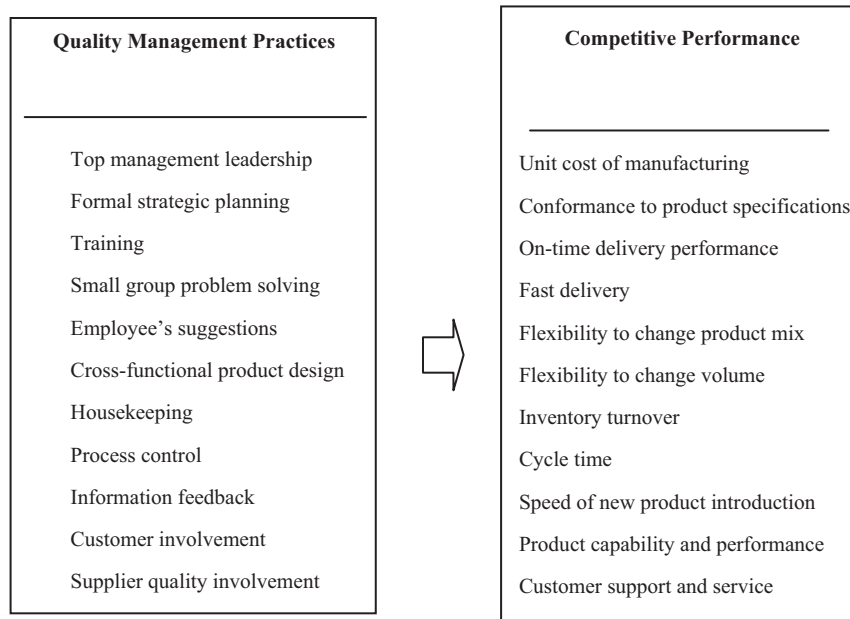 Quality Management Practices
Top management leadership
Formal strategic planning
Training
Small group problem solving
Employee’s suggestions
Cross-functional product design
Housekeeping
Process control
Information feedback
Customer involvement
Supplier quality involvement
Competitive Performance
Unit cost of manufacturing
Conformance to product specifications
On-time delivery performance
Fast delivery
Flexibility to change product mix
Flexibility to change volume
Inventory turnover
Cycle time
Speed of new product introduction
Product capability and performance
Customer support and service